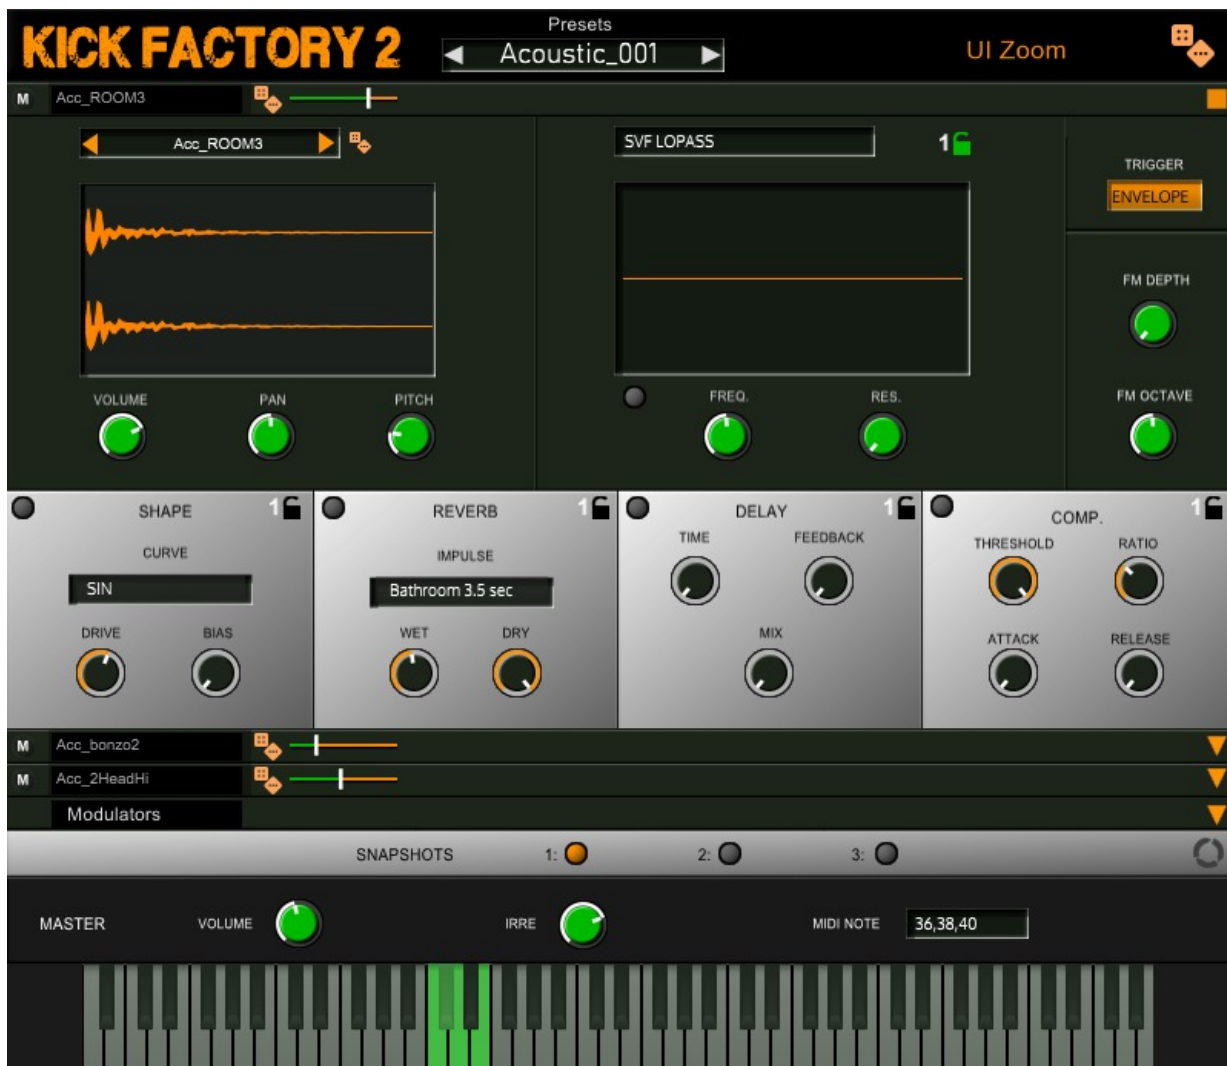 Presets
KICK FACTORY 2
Acoustic_001
UI Zoom
M Acc_ROOM3
Acc_ROOM3
SVF LOPASS
1
TRIGGER
ENVELOPE
FM DEPTH
VOLUME PAN PITCH
FREQ. RES.
FM OCTAVE
SHAPE 1
CURVE
SIN
DRIVE BIAS
REVERB 1
IMPULSE
Bathroom 3.5 sec
WET DRY
DELAY 1
TIME FEEDBACK
MIX
COMP. 1
THRESHOLD RATIO
ATTACK RELEASE
M Acc_bonzo2
M Acc_2HeadHi
Modulators
SNAPSHOTS 1: 2: 3:
MASTER VOLUME IRRE MIDI NOTE 36,38,40